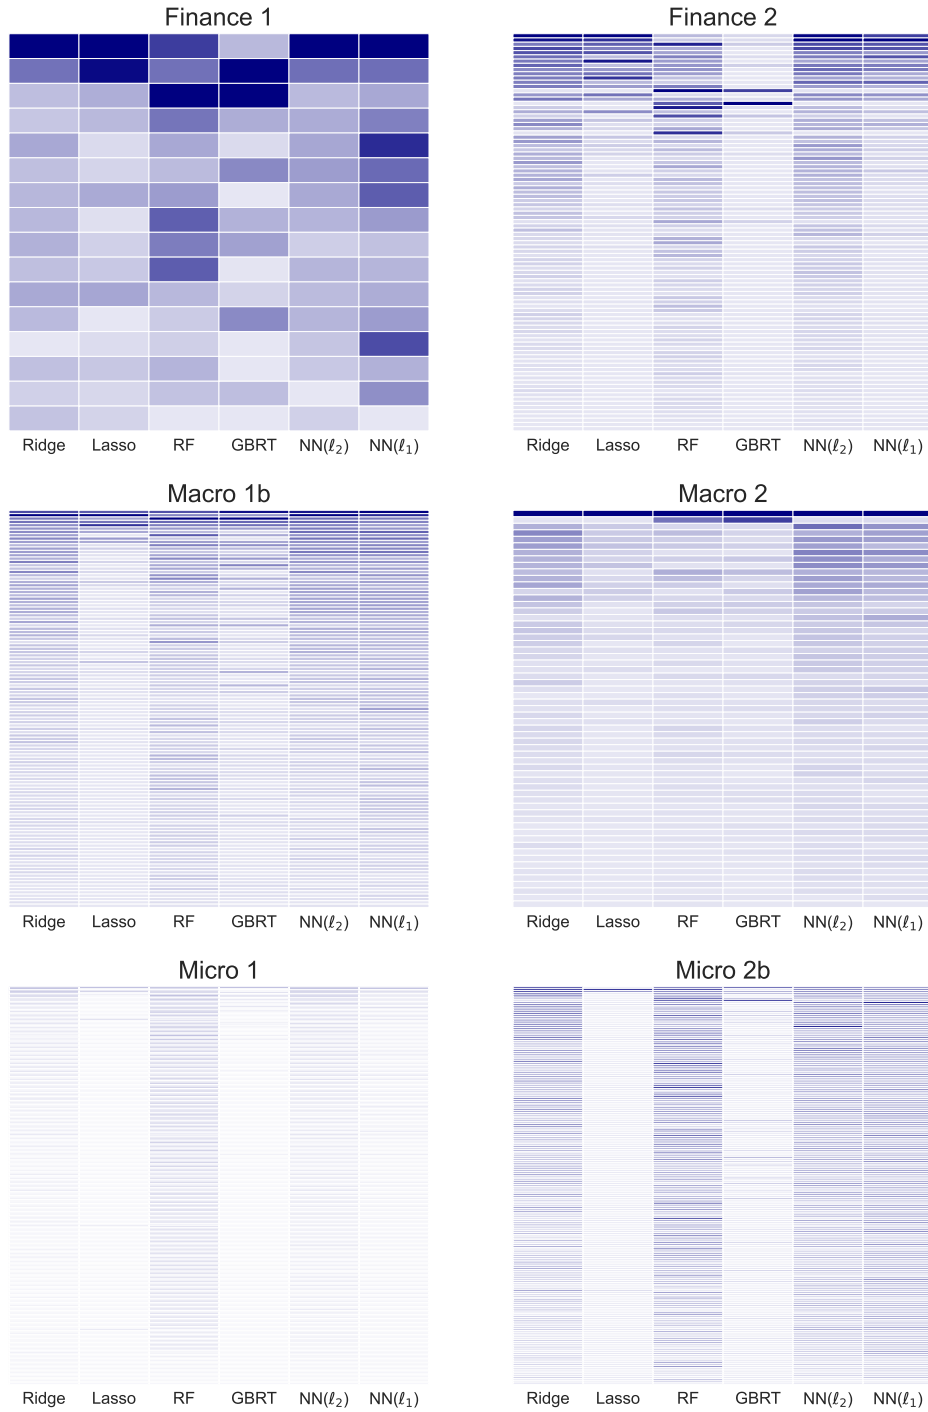 Finance 1
Finance 2
Ridge Lasso RF GBRT NN(ℓ₂) NN(ℓ₁)
Ridge Lasso RF GBRT NN(ℓ₂) NN(ℓ₁)
Macro 1b
Macro 2
Ridge Lasso RF GBRT NN(ℓ₂) NN(ℓ₁)
Ridge Lasso RF GBRT NN(ℓ₂) NN(ℓ₁)
Micro 1
Micro 2b
Ridge Lasso RF GBRT NN(ℓ₂) NN(ℓ₁)
Ridge Lasso RF GBRT NN(ℓ₂) NN(ℓ₁)